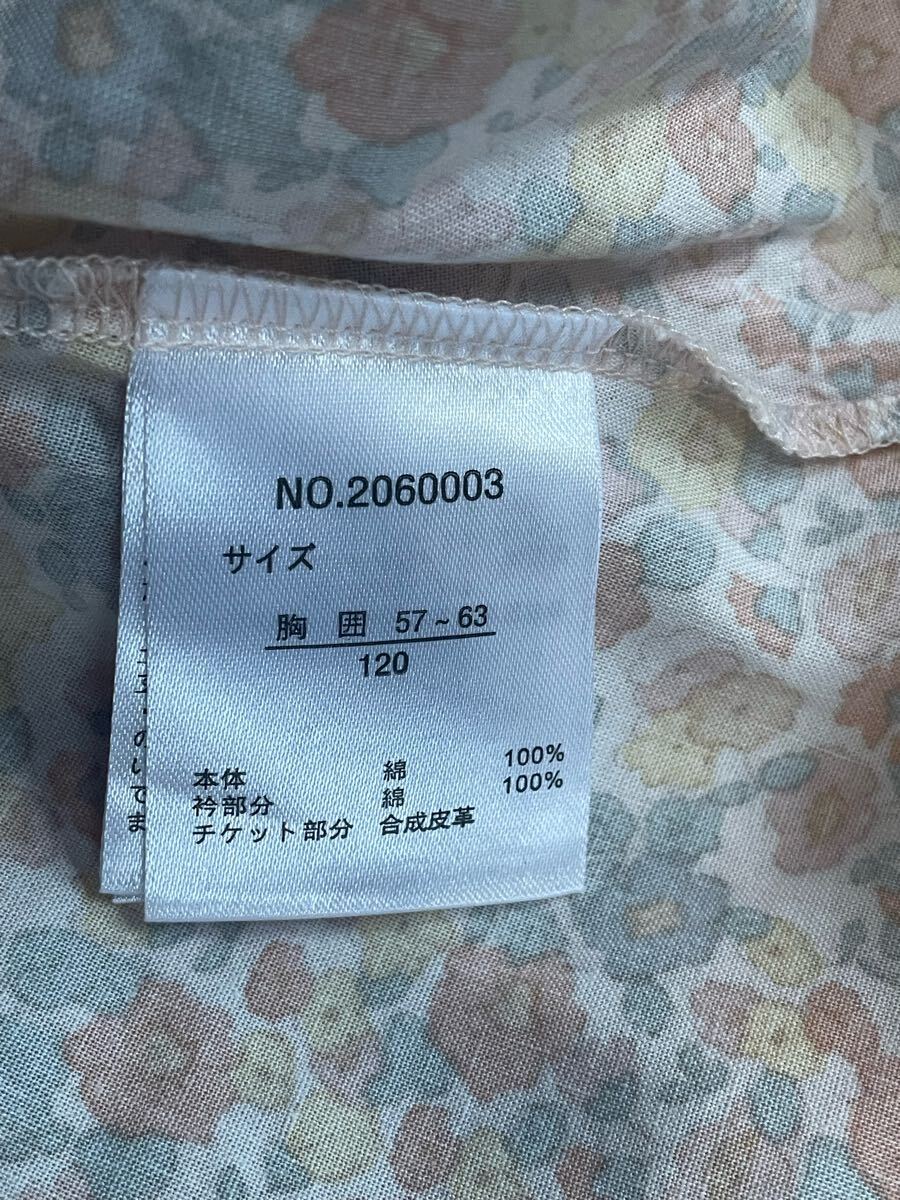 NO.2060003
サイズ
胸 囲 57~63
120
本体 綿 100%
衿部分 綿 100%
チケット部分 合成皮革